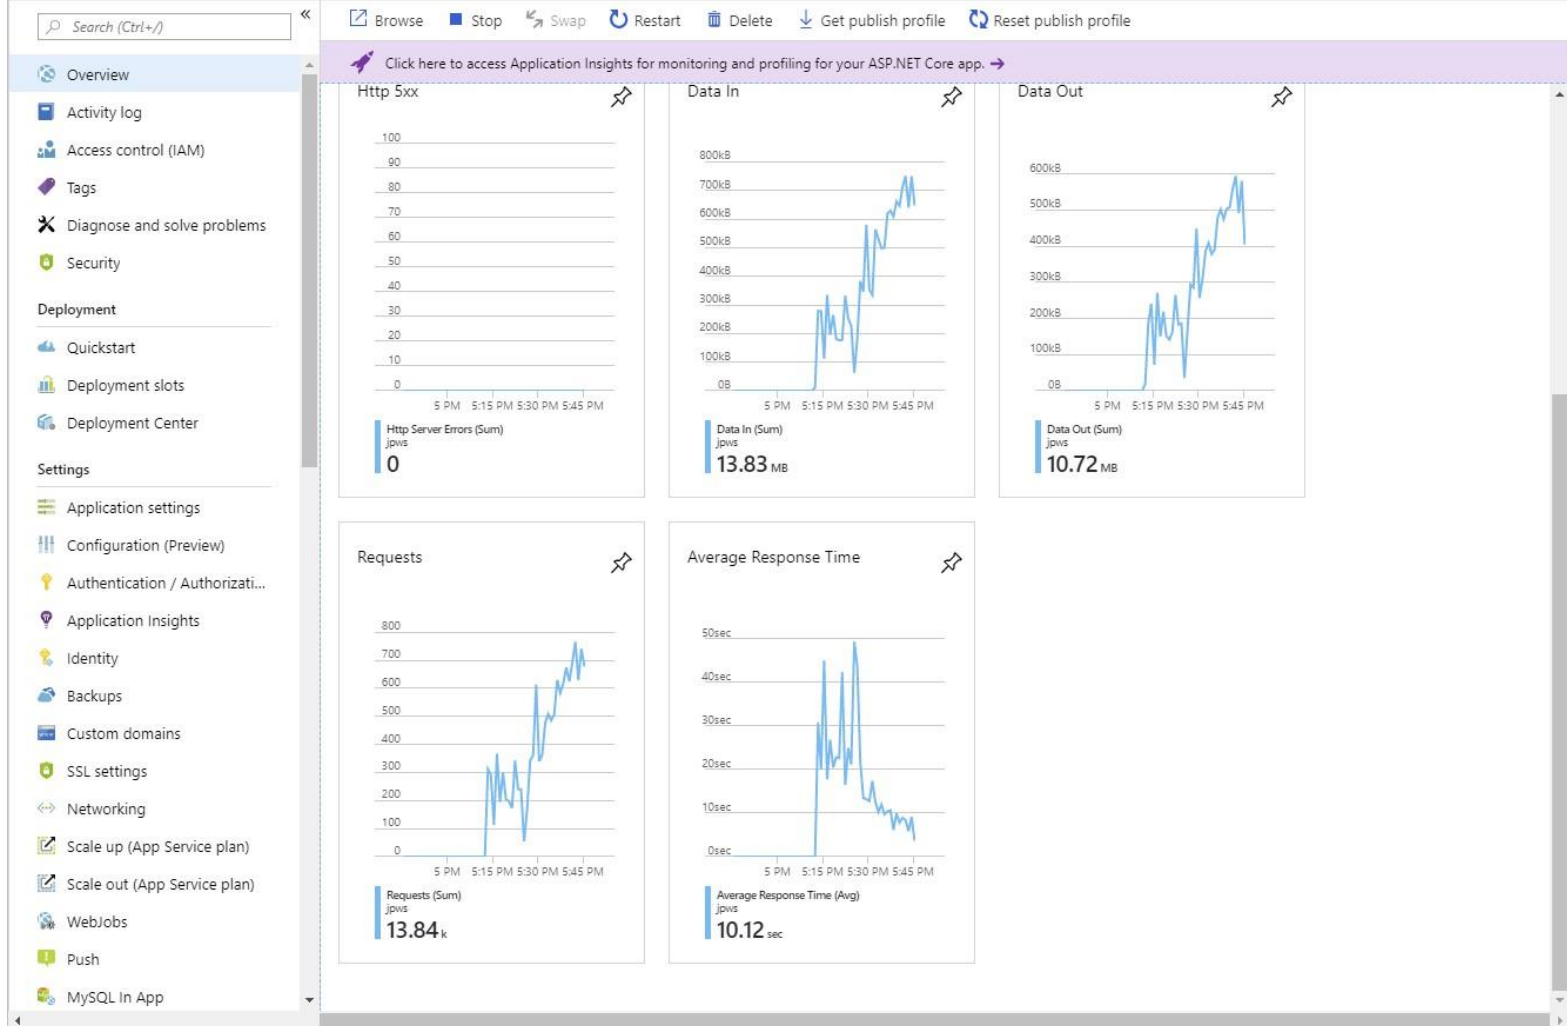 Search (Ctrl+/)
«
Overview
Activity log
Access control (IAM)
Tags
Diagnose and solve problems
Security
Deployment
Quickstart
Deployment slots
Deployment Center
Settings
Application settings
Configuration (Preview)
Authentication / Authorizati...
Application Insights
Identity
Backups
Custom domains
SSL settings
Networking
Scale up (App Service plan)
Scale out (App Service plan)
WebJobs
Push
MySQL In App
Browse Stop Swap Restart Delete Get publish profile Reset publish profile
Click here to access Application Insights for monitoring and profiling for your ASP.NET Core app. →
Http 5xx
100
90
80
70
60
50
40
30
20
10
0
5 PM 5:15 PM 5:30 PM 5:45 PM
Http Server Errors (Sum)
jpws
0
Data In
800kB
700kB
600kB
500kB
400kB
300kB
200kB
100kB
0B
5 PM 5:15 PM 5:30 PM 5:45 PM
Data In (Sum)
jpws
13.83 MB
Data Out
600kB
500kB
400kB
300kB
200kB
100kB
0B
5 PM 5:15 PM 5:30 PM 5:45 PM
Data Out (Sum)
jpws
10.72 MB
Requests
800
700
600
500
400
300
200
100
0
5 PM 5:15 PM 5:30 PM 5:45 PM
Requests (Sum)
jpws
13.84 k
Average Response Time
50sec
40sec
30sec
20sec
10sec
0sec
5 PM 5:15 PM 5:30 PM 5:45 PM
Average Response Time (Avg)
jpws
10.12 sec